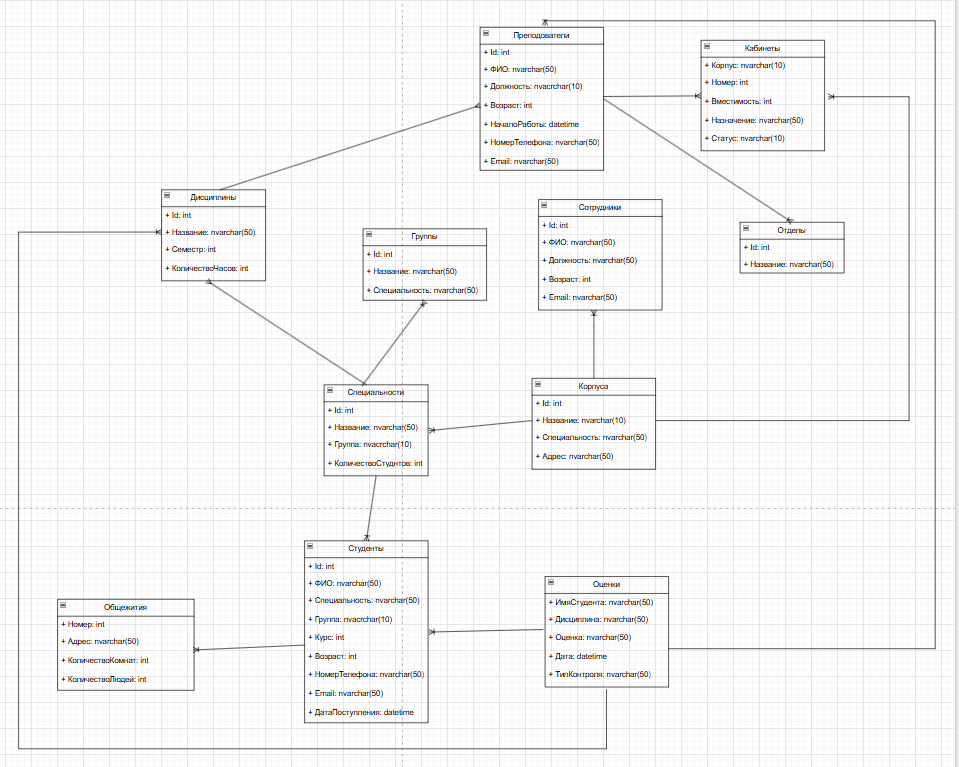 Преподователи
+ Id: int
+ ФИО: nvarchar(50)
+ Должность: nvacrchar(10)
+ Возраст: int
+ НачалоРаботы: datetime
+ НомерТелефона: nvarchar(50)
+ Email: nvarchar(50)
Кабинеты
+ Корпус: nvarchar(10)
+ Номер: int
+ Вместимость: int
+ Назначение: nvarchar(50)
+ Статус: nvarchar(10)
Дисциплины
+ Id: int
+ Название: nvarchar(50)
+ Семестр: int
+ КоличествоЧасов: int
Группы
+ Id: int
+ Название: nvarchar(50)
+ Специальность: nvarchar(50)
Сотрудники
+ Id: int
+ ФИО: nvarchar(50)
+ Должность: nvarchar(50)
+ Возраст: int
+ Email: nvarchar(50)
Отделы
+ Id: int
+ Название: nvarchar(50)
Специальности
+ Id: int
+ Название: nvarchar(50)
+ Группа: nvacrchar(10)
+ КоличествоСтуднтов: int
Корпуса
+ Id: int
+ Название: nvarchar(10)
+ Специальность: nvarchar(50)
+ Адрес: nvarchar(50)
Студенты
+ Id: int
+ ФИО: nvarchar(50)
+ Специальность: nvarchar(50)
+ Группа: nvacrchar(10)
+ Курс: int
+ Возраст: int
+ НомерТелефона: nvarchar(50)
+ Email: nvarchar(50)
+ ДатаПоступления: datetime
Оценки
+ ИмяСтудента: nvarchar(50)
+ Дисциплина: nvarchar(50)
+ Оценка: nvarchar(50)
+ Дата: datetime
+ ТипКонтроля: nvarchar(50)
Общежития
+ Номер: int
+ Адрес: nvarchar(50)
+ КоличествоКомнат: int
+ КоличествоЛюдей: int